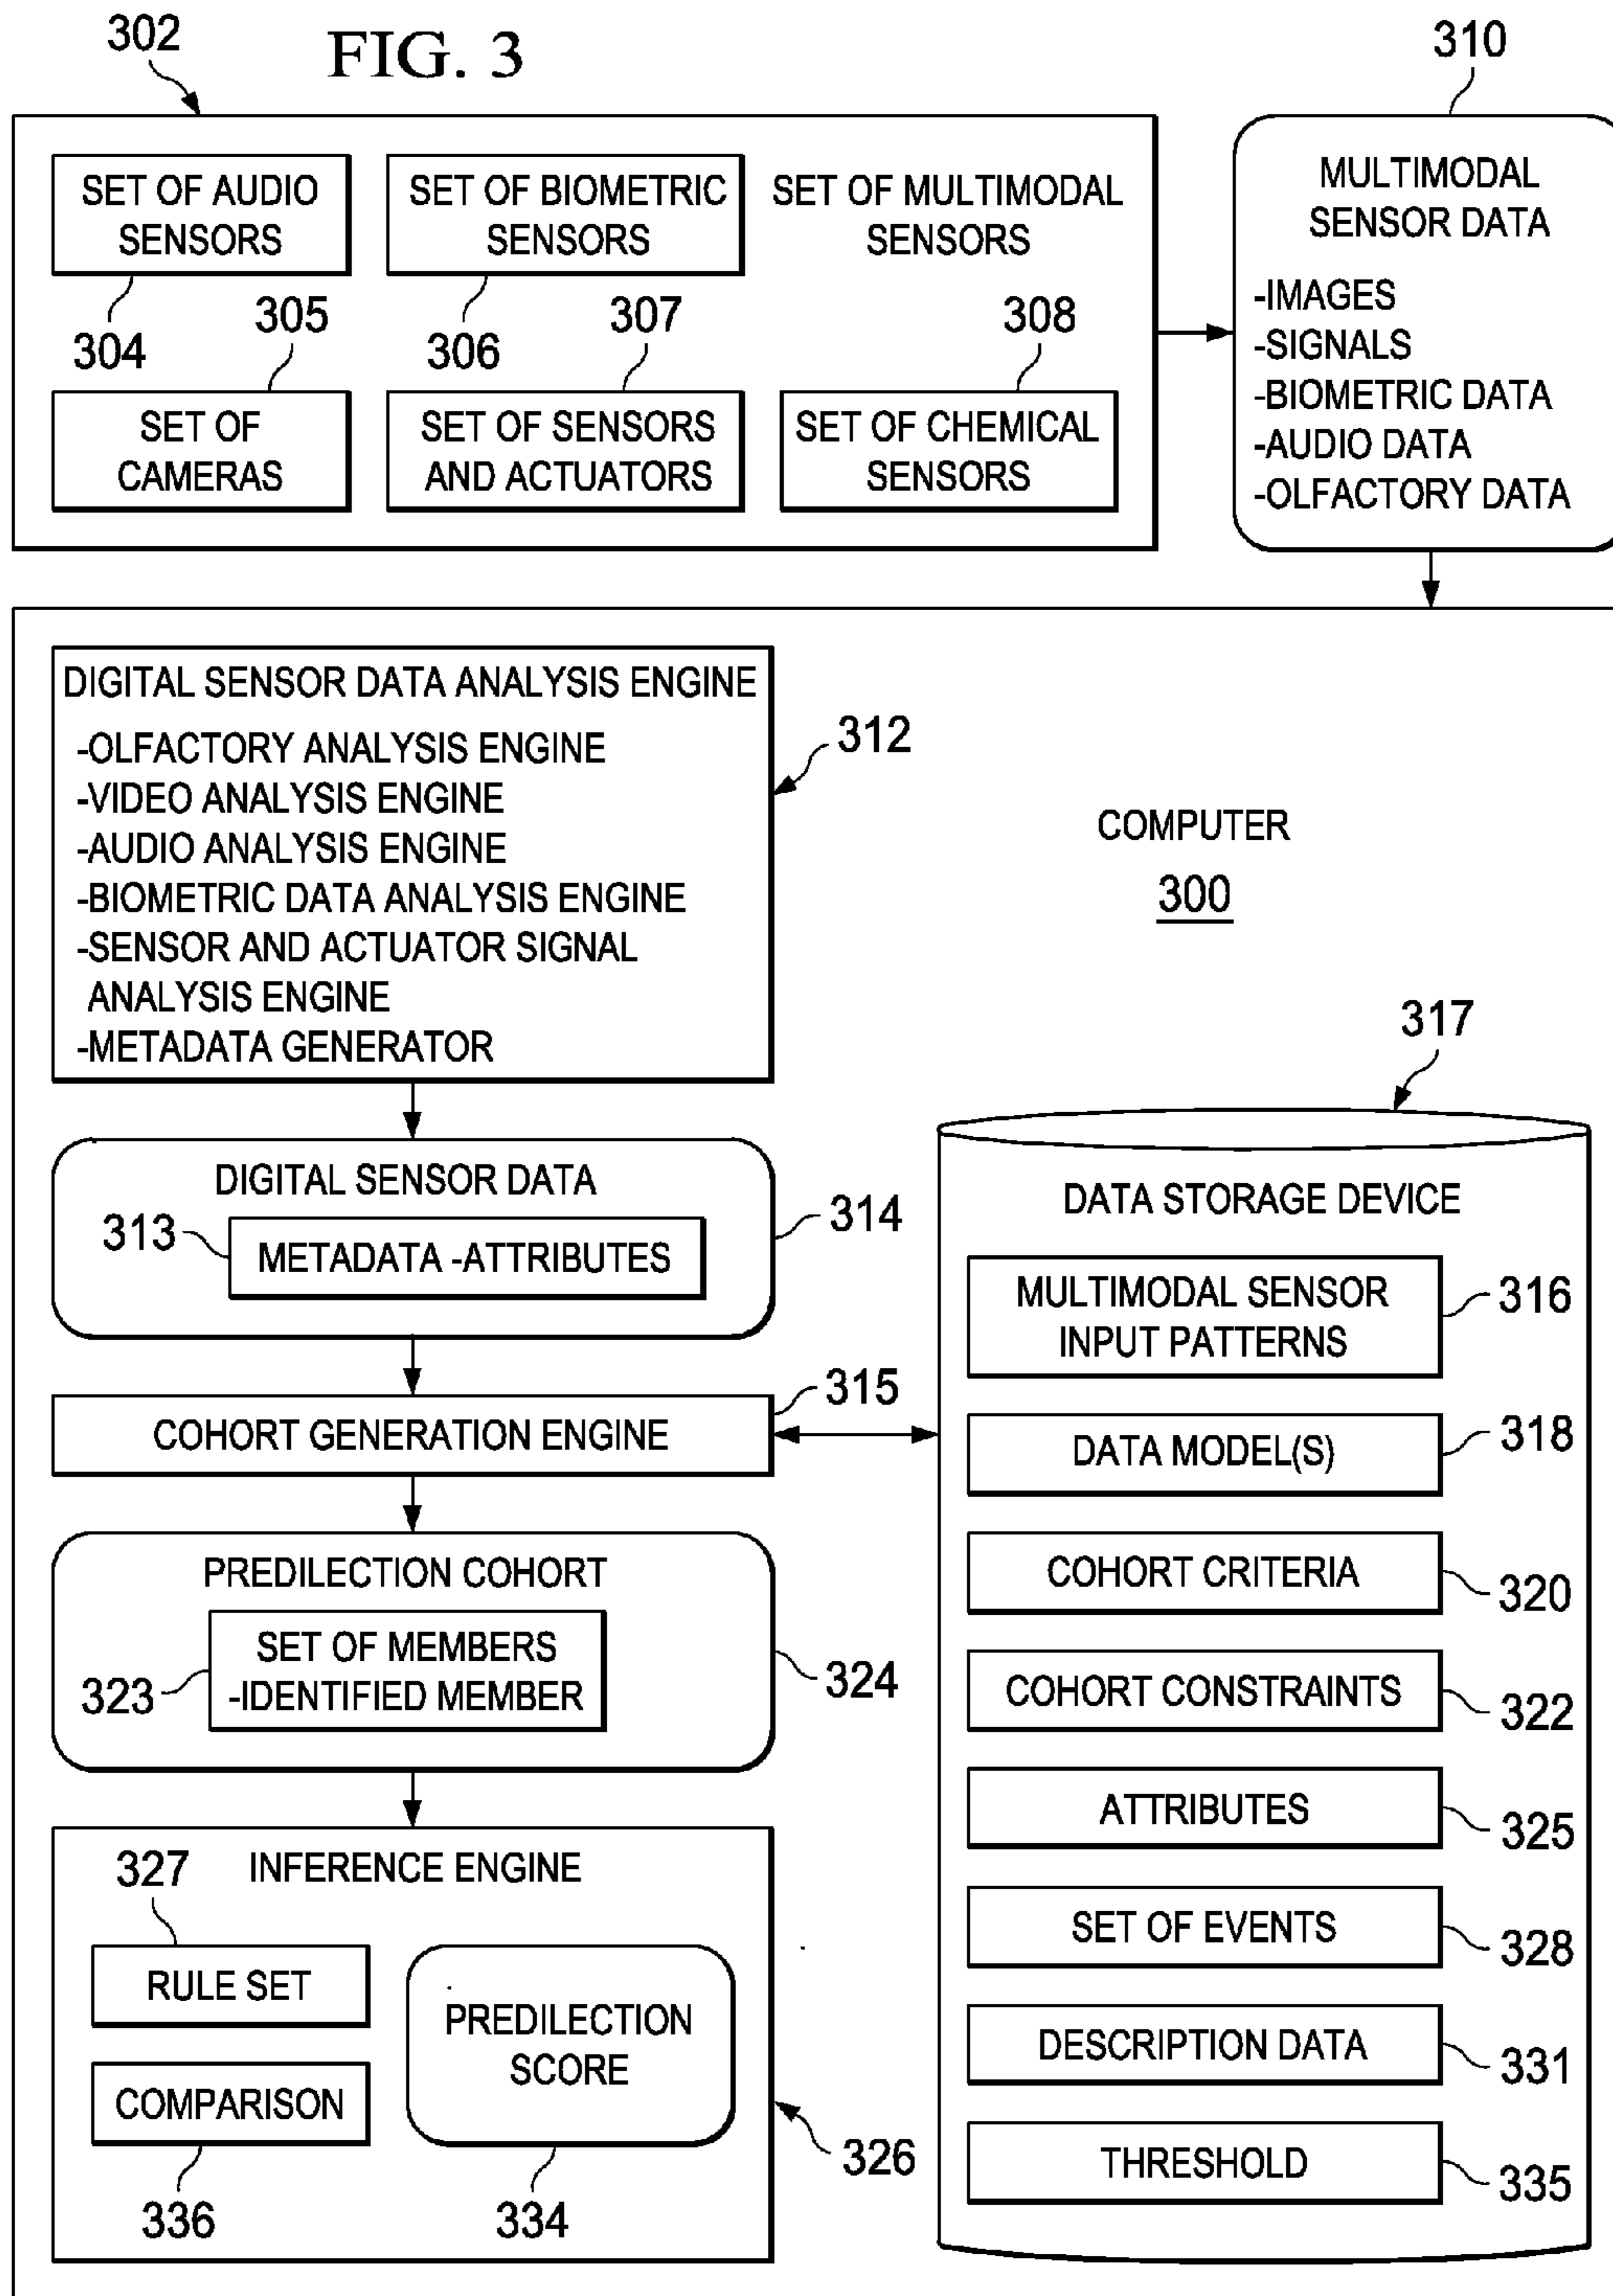 302
FIG. 3
310
SET OF AUDIO
SENSORS
SET OF BIOMETRIC
SENSORS
SET OF MULTIMODAL
SENSORS
304
305
306
307
308
SET OF
CAMERAS
SET OF SENSORS
AND ACTUATORS
SET OF CHEMICAL
SENSORS
MULTIMODAL
SENSOR DATA
-IMAGES
-SIGNALS
-BIOMETRIC DATA
-AUDIO DATA
-OLFACTORY DATA
DIGITAL SENSOR DATA ANALYSIS ENGINE
-OLFACTORY ANALYSIS ENGINE
-VIDEO ANALYSIS ENGINE
-AUDIO ANALYSIS ENGINE
-BIOMETRIC DATA ANALYSIS ENGINE
-SENSOR AND ACTUATOR SIGNAL
ANALYSIS ENGINE
-METADATA GENERATOR
312
COMPUTER
300
DIGITAL SENSOR DATA
313
METADATA -ATTRIBUTES
314
COHORT GENERATION ENGINE
315
PREDILECTION COHORT
SET OF MEMBERS
-IDENTIFIED MEMBER
323
324
INFERENCE ENGINE
327
RULE SET
COMPARISON
336
PREDILECTION
SCORE
334
326
317
DATA STORAGE DEVICE
MULTIMODAL SENSOR
INPUT PATTERNS
316
DATA MODEL(S)
318
COHORT CRITERIA
320
COHORT CONSTRAINTS
322
ATTRIBUTES
325
SET OF EVENTS
328
DESCRIPTION DATA
331
THRESHOLD
335